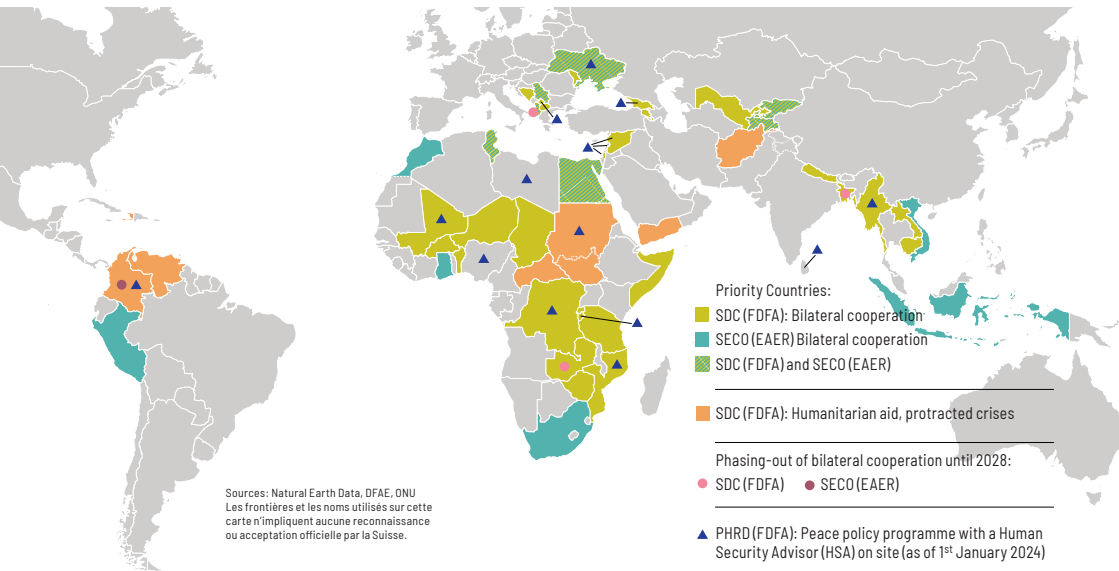 Priority Countries:
SDC (FDFA): Bilateral cooperation
SECO (EAER) Bilateral cooperation
SDC (FDFA) and SECO (EAER)
SDC (FDFA): Humanitarian aid, protracted crises
Phasing-out of bilateral cooperation until 2028:
SDC (FDFA) SECO (EAER)
Sources: Natural Earth Data, DFAE, ONU
Les frontières et les noms utilisés sur cette
carte n'impliquent aucune reconnaissance
ou acceptation officielle par la Suisse.
PHRD (FDFA): Peace policy programme with a Human
Security Advisor (HSA) on site (as of 1st January 2024)